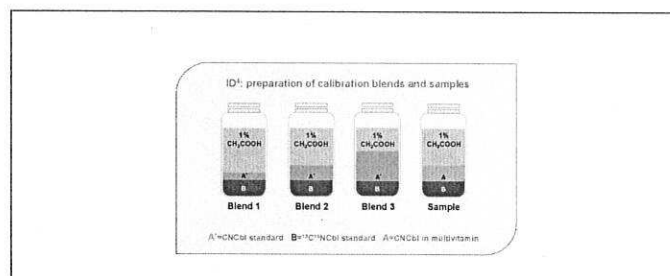 ID⁴: preparation of calibration blends and samples
1% 1% 1% 1%
CH₃COOH CH₃COOH CH₃COOH CH₃COOH
A* A* A* A
B B B B
Blend 1 Blend 2 Blend 3 Sample
A*=CNCbl standard B=¹³C¹⁵NCbl standard A=CNCbl in multivitamin